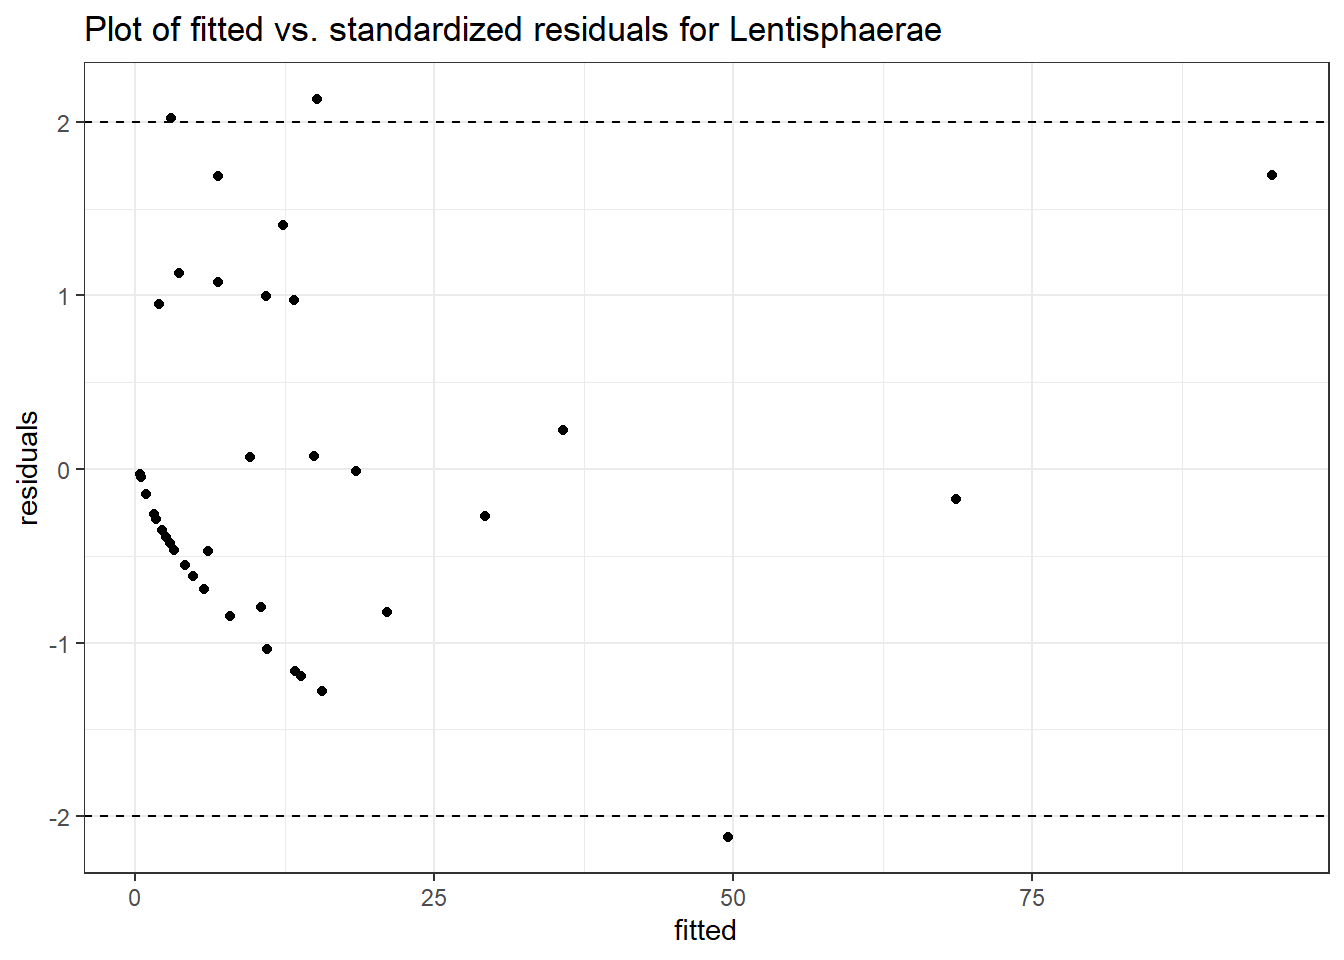 Plot of fitted vs. standardized residuals for Lentisphaerae
2
1
0
-1
-2
residuals
0 25 50 75
fitted